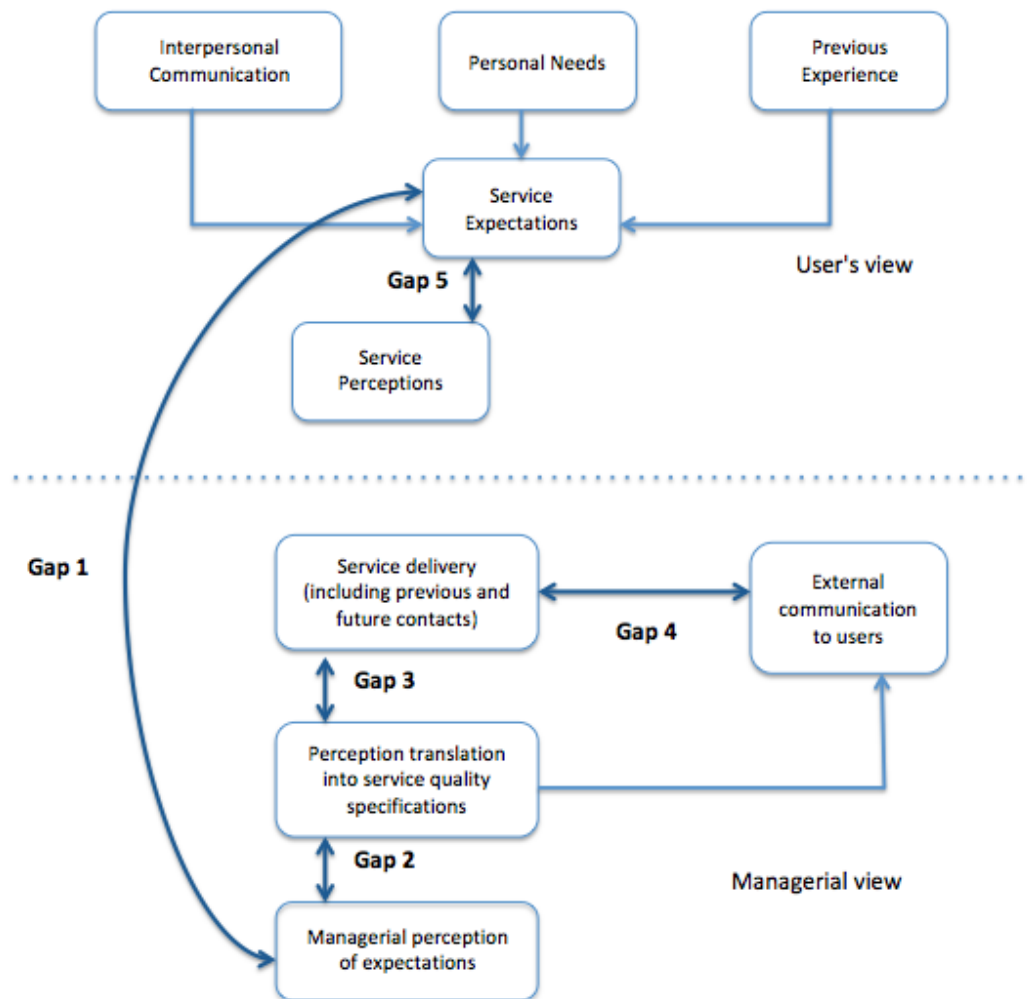 Interpersonal
Communication
Personal Needs
Previous
Experience
Service
Expectations
User's view
Gap 5
Service
Perceptions
Gap 1
Service delivery
(including previous and
future contacts)
Gap 4
External
communication
to users
Gap 3
Perception translation
into service quality
specifications
Gap 2
Managerial view
Managerial perception
of expectations